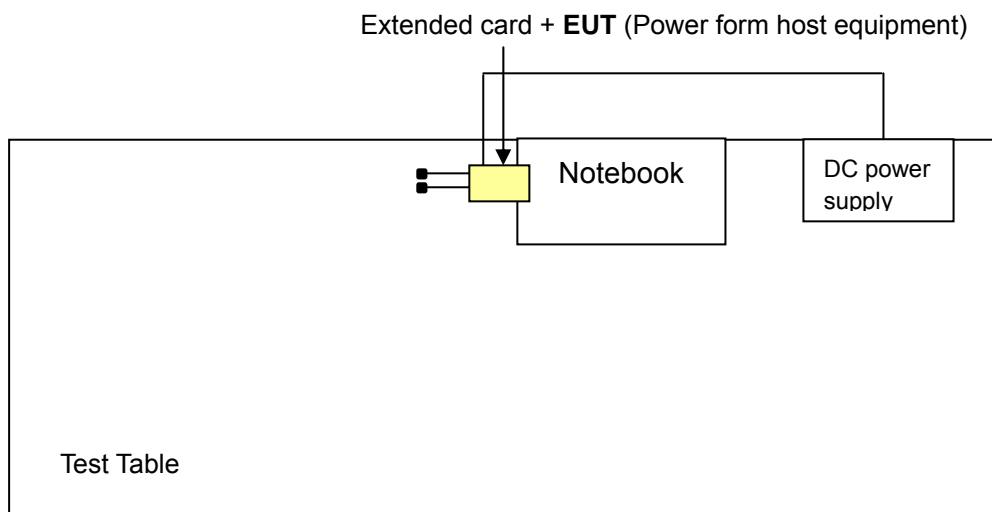 Extended card + EUT (Power form host equipment)
Notebook
DC power
supply
Test Table